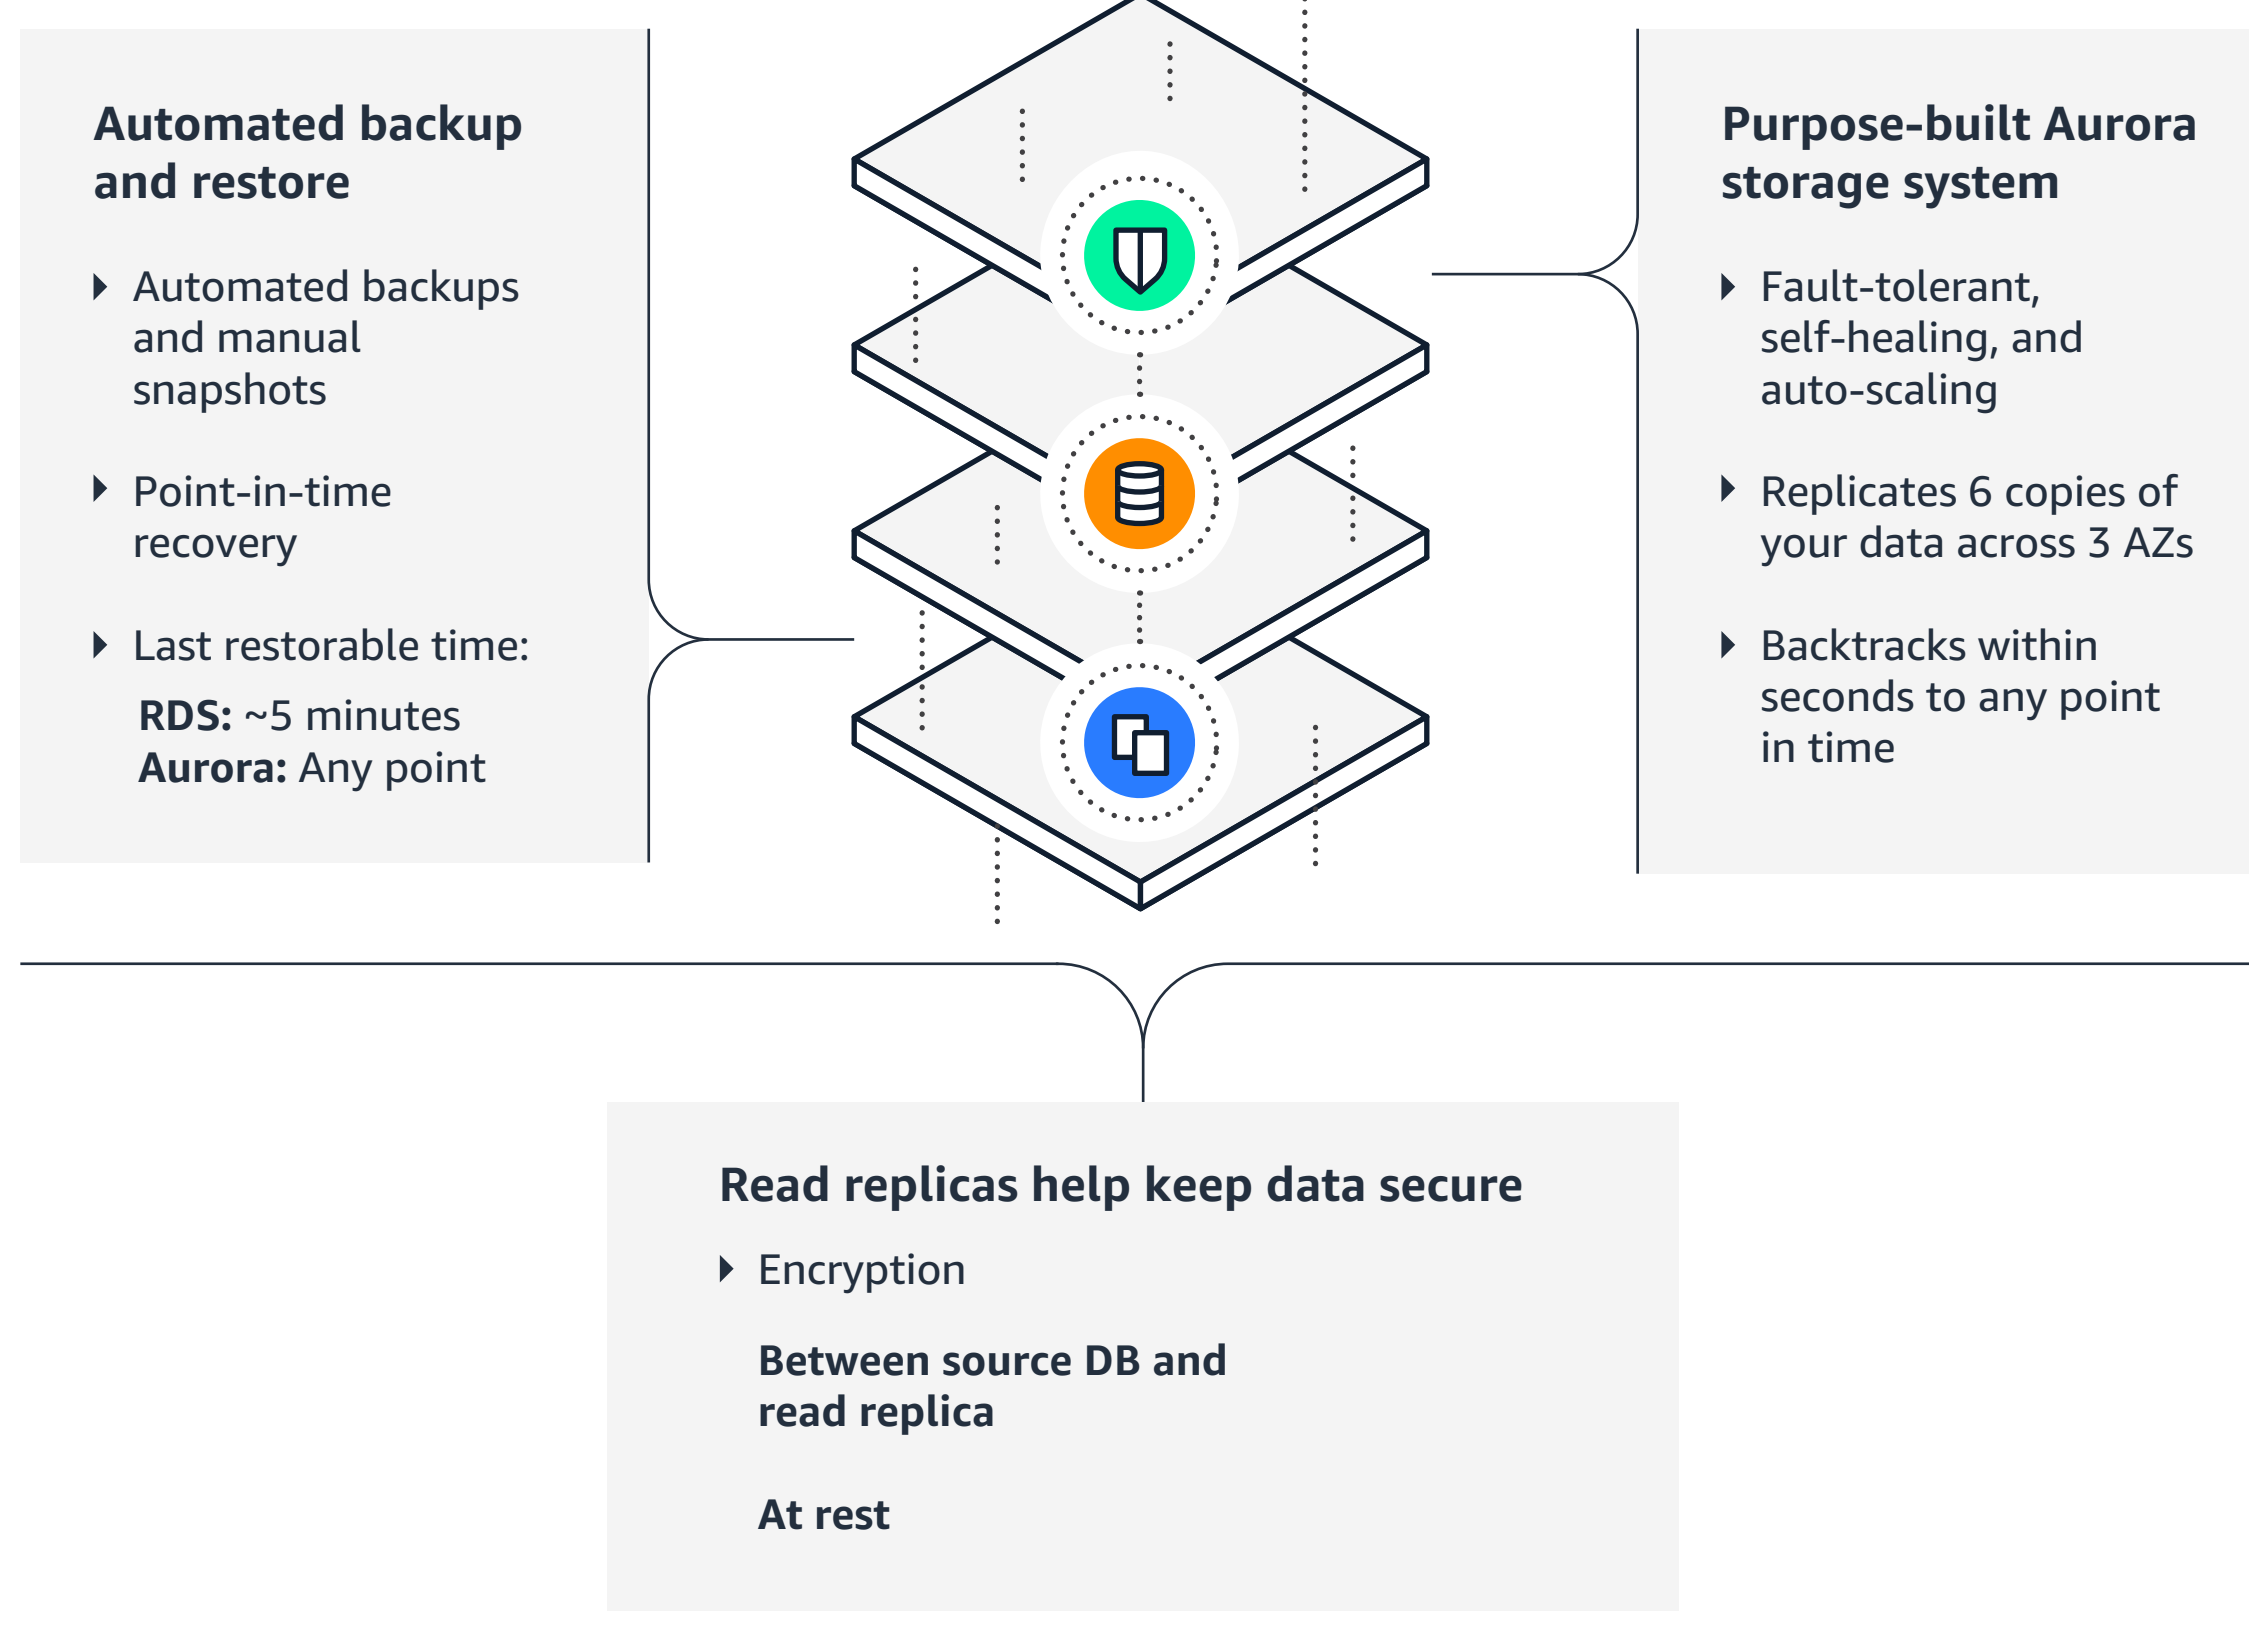 Automated backup
and restore
Automated backups
and manual
snapshots
Point-in-time
recovery
Last restorable time:
RDS: ~5 minutes
Aurora: Any point
Purpose-built Aurora
storage system
Fault-tolerant,
self-healing, and
auto-scaling
Replicates 6 copies of
your data across 3 AZs
Backtracks within
seconds to any point
in time
Read replicas help keep data secure
Encryption
Between source DB and
read replica
At rest